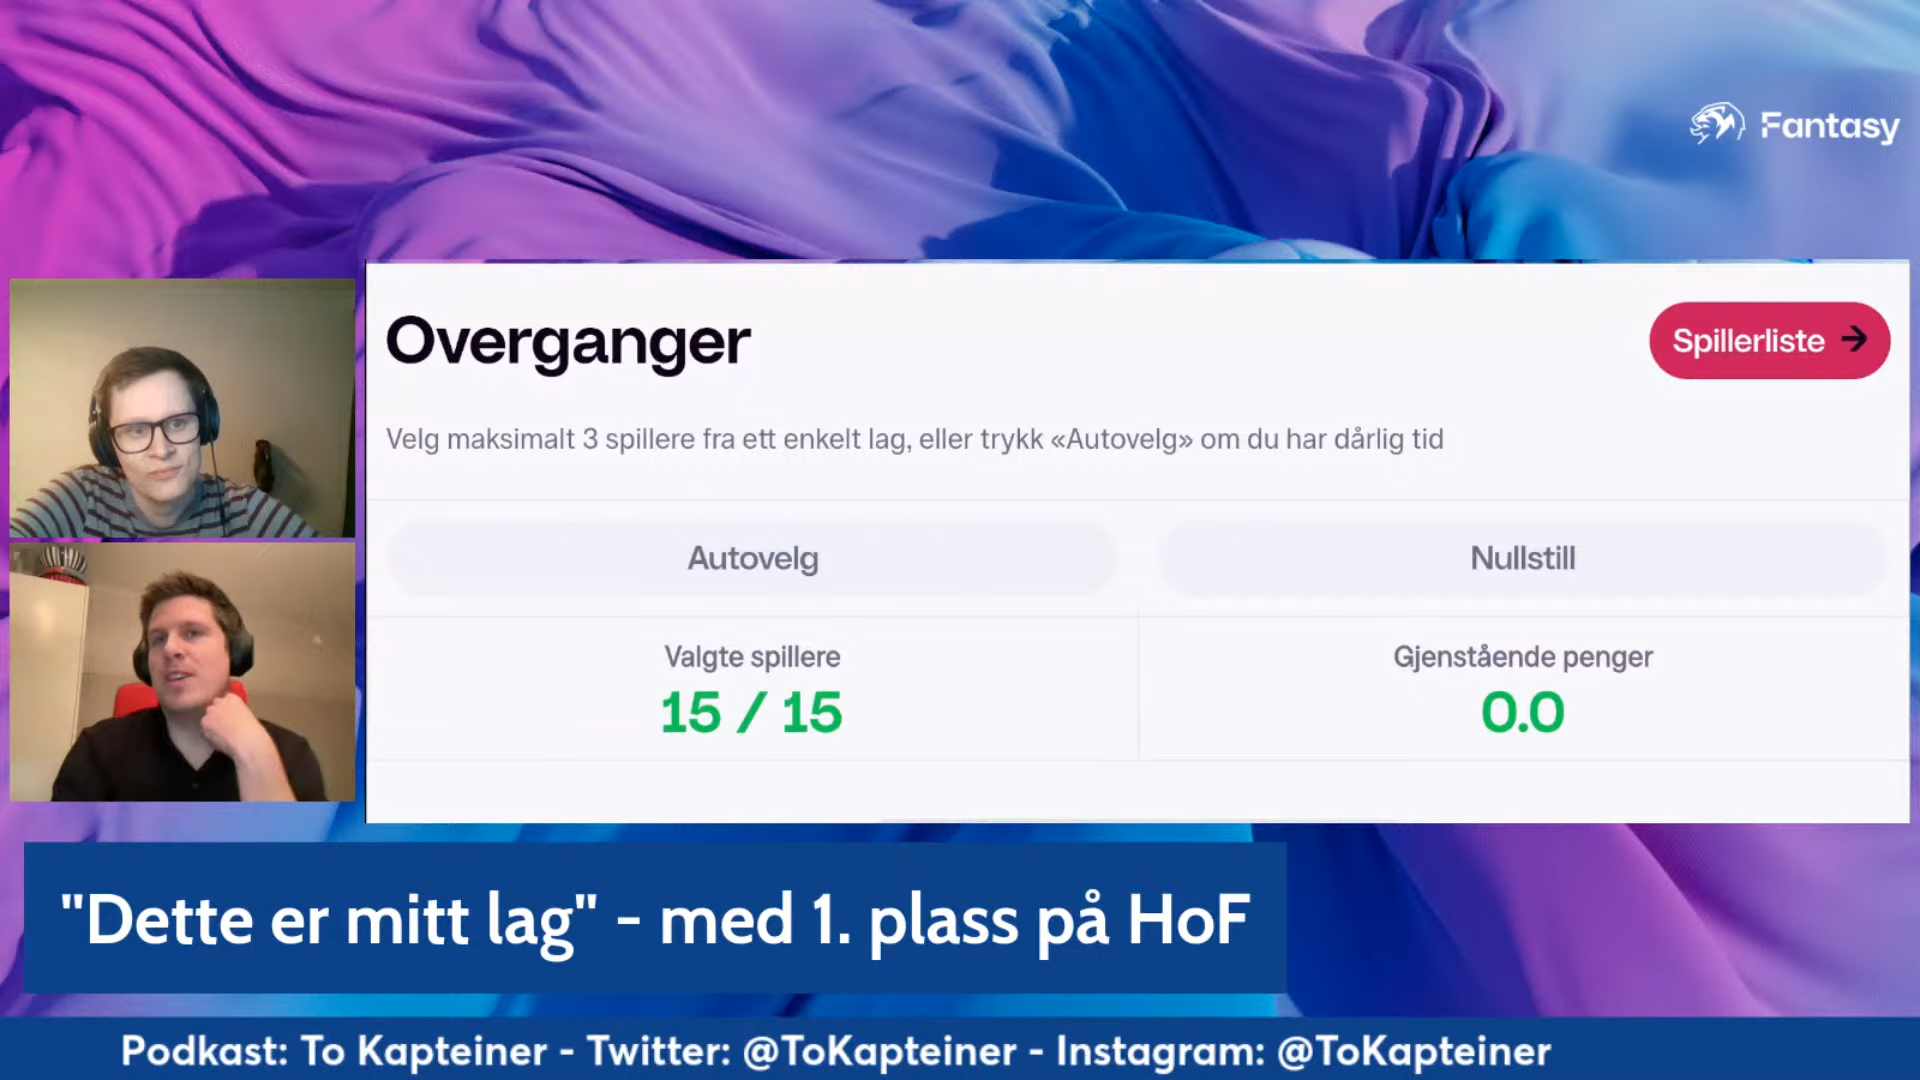 Fantasy
Overganger
Spillerliste →
Velg maksimalt 3 spillere fra ett enkelt lag, eller trykk «Autovelg» om du har dårlig tid
Autovelg
Nullstill
Valgte spillere
15 / 15
Gjenstående penger
0.0
"Dette er mitt lag" - med 1. plass på HoF
Podkast: To Kapteiner - Twitter: @ToKapteiner - Instagram: @ToKapteiner